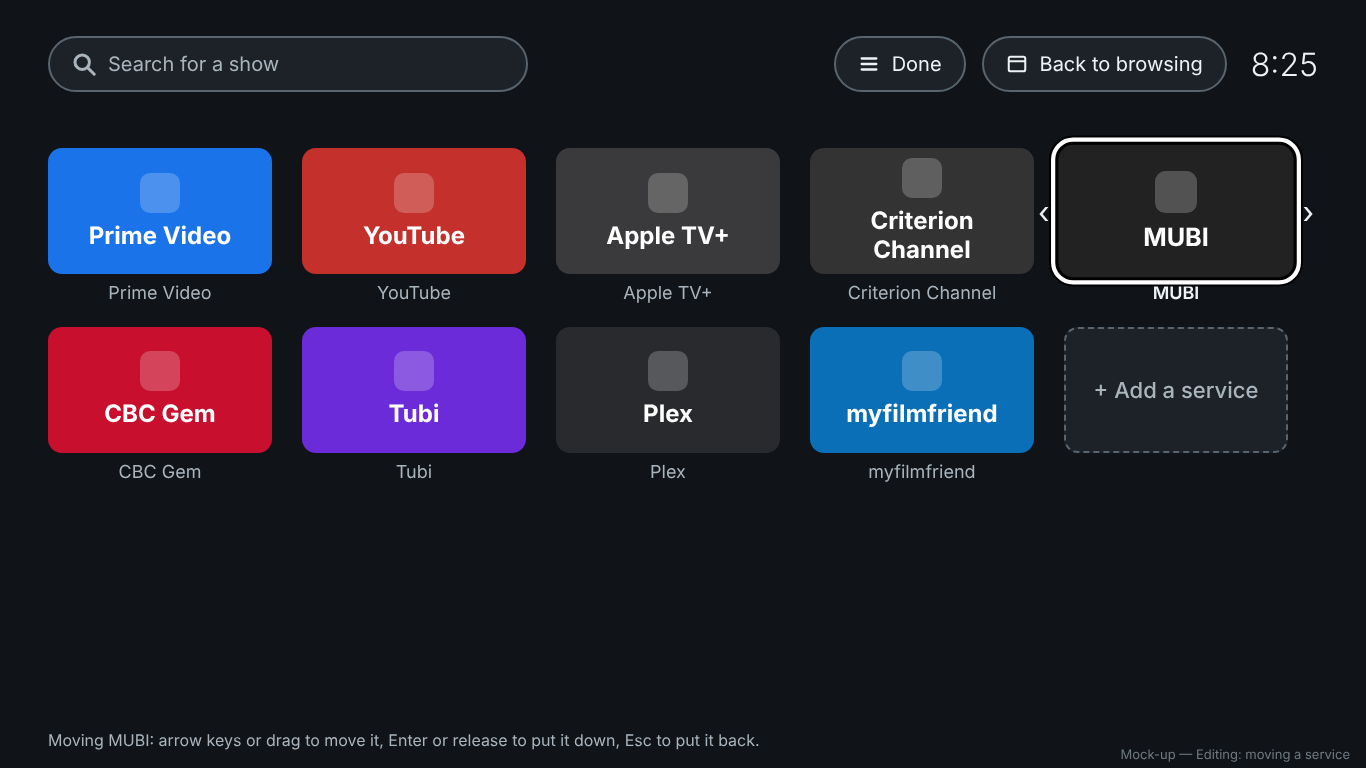 Search for a show
Done
Back to browsing
8:25
Prime Video
YouTube
Apple TV+
Criterion
Channel
MUBI
Prime Video
YouTube
Apple TV+
Criterion Channel
MUBI
CBC Gem
Tubi
Plex
myfilmfriend
+ Add a service
CBC Gem
Tubi
Plex
myfilmfriend
Moving MUBI: arrow keys or drag to move it, Enter or release to put it down, Esc to put it back.
Mock-up — Editing: moving a service